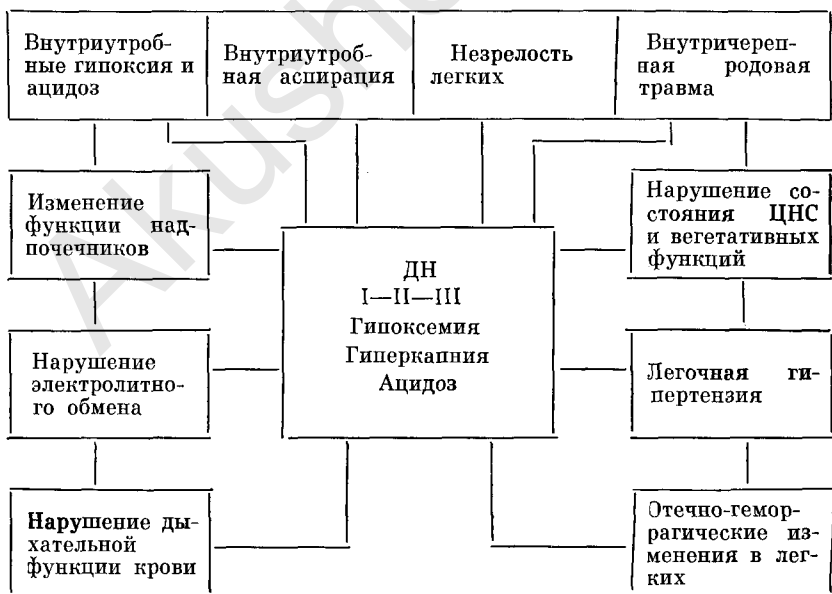 Внутриутроб-
ные гипоксия и
ацидоз
Внутриутроб-
ная аспирация
Незрелость
легких
Внутричереп-
ная родовая
травма
Изменение
функции над-
почечников
Нарушение со-
стояния ЦНС
и вегетативных
функций
ДН
I—II—III
Гипоксемия
Гиперкапния
Ацидоз
Нарушение
электролитно-
го обмена
Легочная ги-
пертензия
Нарушение ды-
хательной
функции крови
Отечно-гемор-
рагические из-
менения в лег-
ких